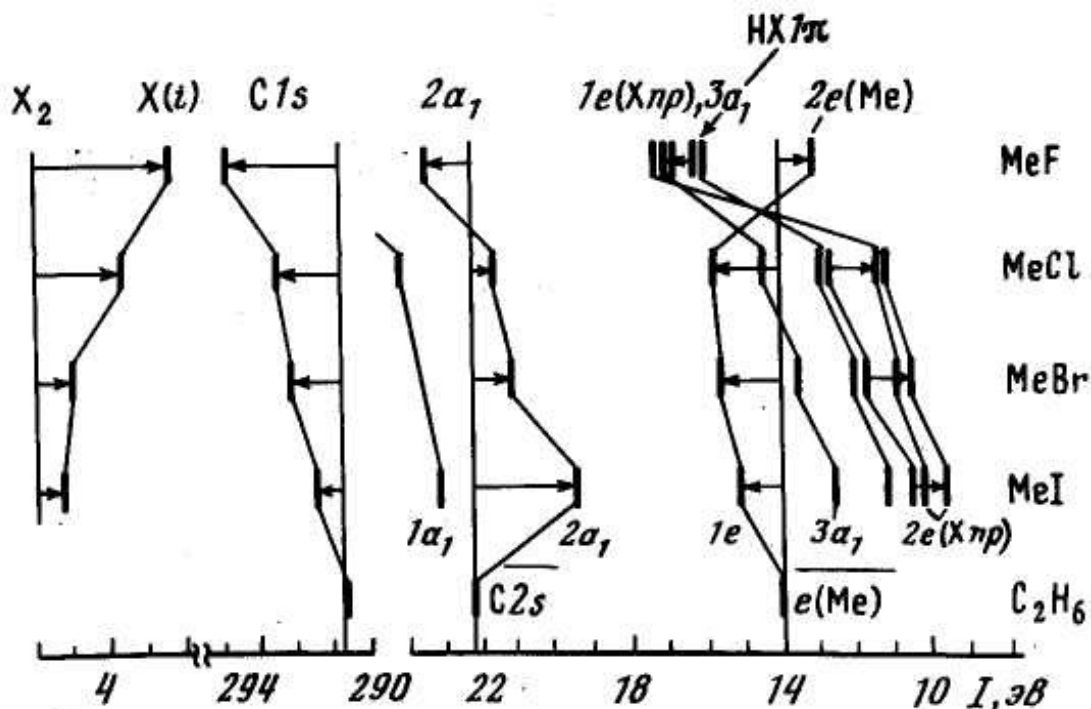 HX1π
X₂ X(i) C1s 2a₁ 1e(Xnp),3a₁ 2e(Me)
MeF
MeCl
MeBr
MeI
1a₁ 2a₁ 1e 3a₁ 2e(Xnp)
C2s e(Me) C₂H₆
4 294 290 22 18 14 10 I,эВ